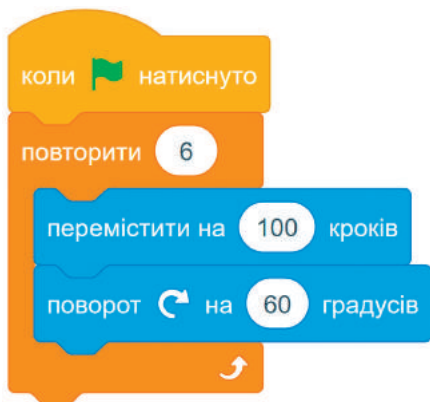 коли натиснуто
повторити 6
перемістити на 100 кроків
поворот на 60 градусів